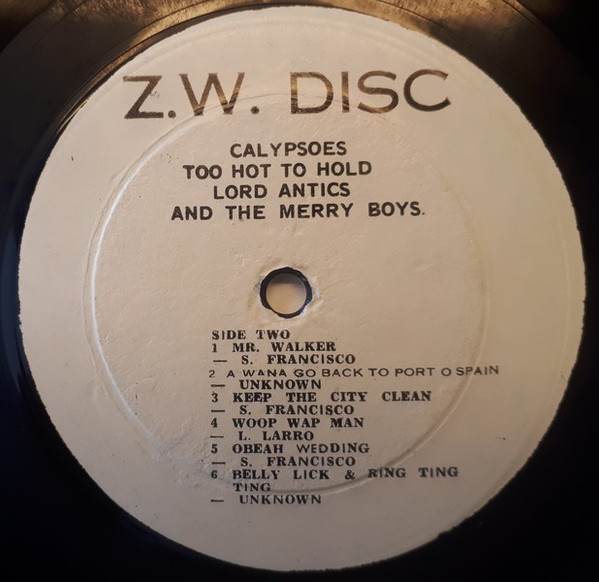 Z.W. DISC
CALYPSOES
TOO HOT TO HOLD
LORD ANTICS
AND THE MERRY BOYS.
SIDE TWO
1 MR. WALKER
— S. FRANCISCO
2 A WANA GO BACK TO PORT O SPAIN
— UNKNOWN
3 KEEP THE CITY CLEAN
— S. FRANCISCO
4 WOOP WAP MAN
— L. LARRO
5 OBEAH WEDDING
— S. FRANCISCO
6 BELLY LICK & RING TING
TING
— UNKNOWN